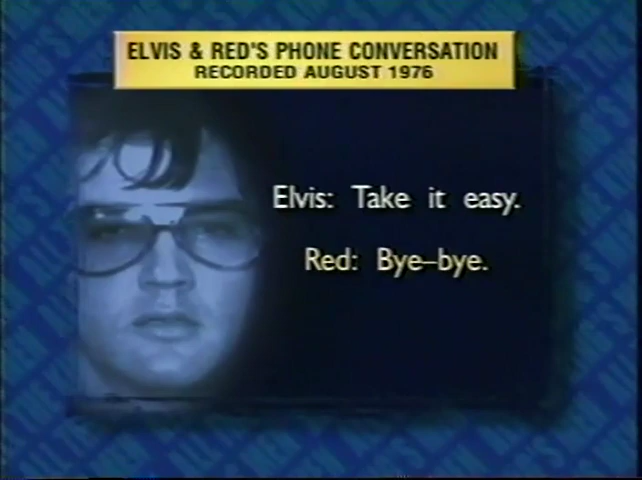 ELVIS & RED'S PHONE CONVERSATION
RECORDED AUGUST 1976
Elvis: Take it easy.
Red: Bye–bye.